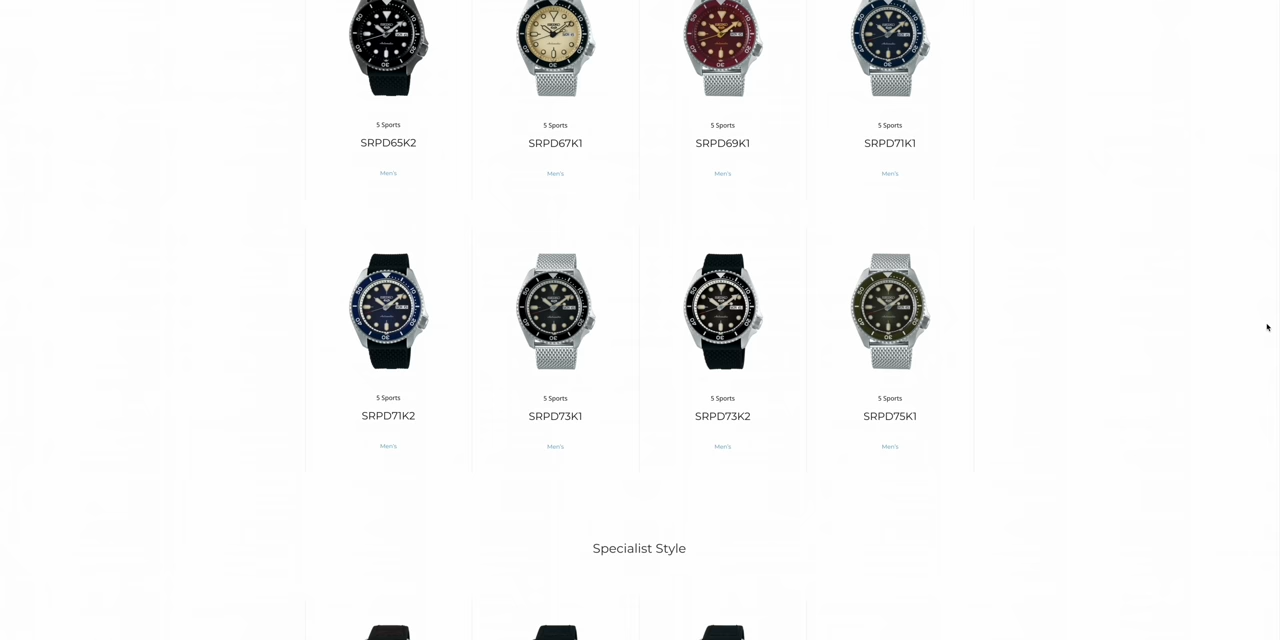 5 Sports
SRPD65K2
Men's
5 Sports
SRPD67K1
Men's
5 Sports
SRPD69K1
Men's
5 Sports
SRPD71K1
Men's
5 Sports
SRPD71K2
Men's
5 Sports
SRPD73K1
Men's
5 Sports
SRPD73K2
Men's
5 Sports
SRPD75K1
Men's
Specialist Style